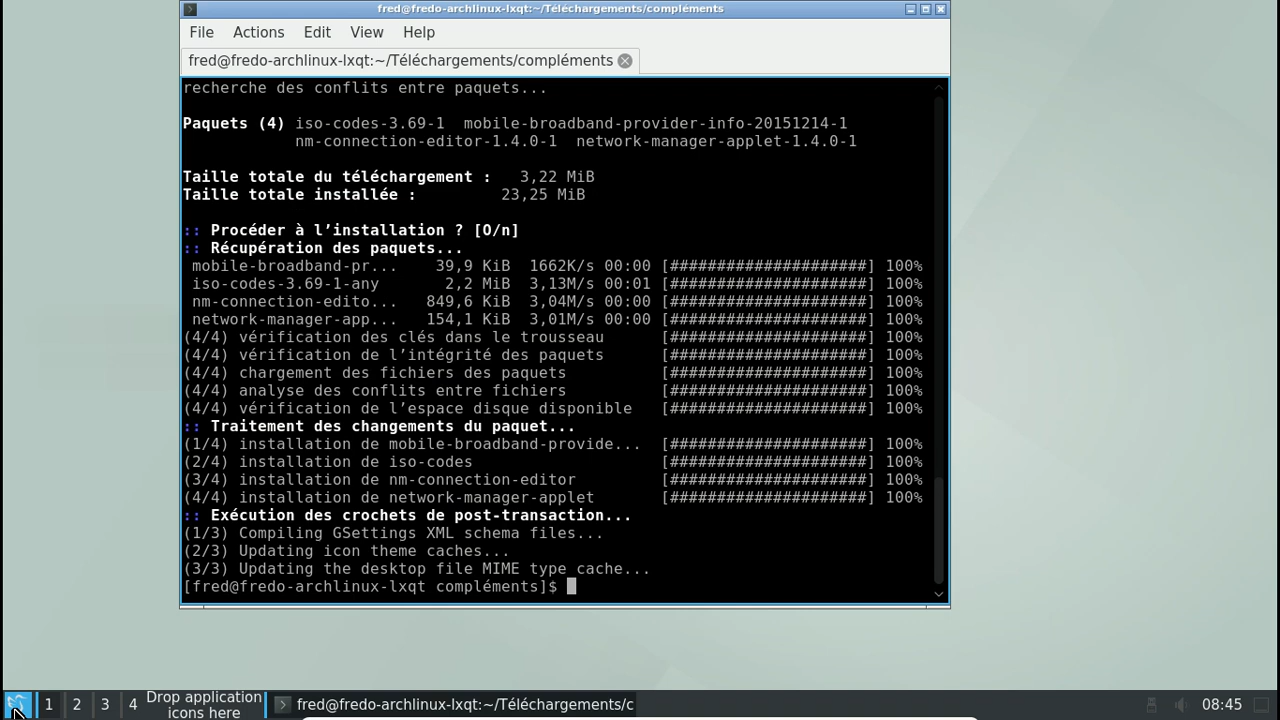 fred@fredo-archlinux-lxqt:~/Téléchargements/compléments
File Actions Edit View Help
fred@fredo-archlinux-lxqt:~/Téléchargements/compléments
recherche des conflits entre paquets...
Paquets (4) iso-codes-3.69-1  mobile-broadband-provider-info-20151214-1
nm-connection-editor-1.4.0-1  network-manager-applet-1.4.0-1
Taille totale du téléchargement :   3,22 MiB
Taille totale installée :         23,25 MiB
:: Procéder à l’installation ? [O/n]
:: Récupération des paquets...
mobile-broadband-pr...    39,9 KiB  1662K/s 00:00 [#####################] 100%
iso-codes-3.69-1-any       2,2 MiB  3,13M/s 00:01 [#####################] 100%
nm-connection-edito...   849,6 KiB  3,04M/s 00:00 [#####################] 100%
network-manager-app...   154,1 KiB  3,01M/s 00:00 [#####################] 100%
(4/4) vérification des clés dans le trousseau      [#####################] 100%
(4/4) vérification de l’intégrité des paquets      [#####################] 100%
(4/4) chargement des fichiers des paquets          [#####################] 100%
(4/4) analyse des conflits entre fichiers          [#####################] 100%
(4/4) vérification de l’espace disque disponible   [#####################] 100%
:: Traitement des changements du paquet...
(1/4) installation de mobile-broadband-provide...  [#####################] 100%
(2/4) installation de iso-codes                    [#####################] 100%
(3/4) installation de nm-connection-editor         [#####################] 100%
(4/4) installation de network-manager-applet       [#####################] 100%
:: Exécution des crochets de post-transaction...
(1/3) Compiling GSettings XML schema files...
(2/3) Updating icon theme caches...
(3/3) Updating the desktop file MIME type cache...
[fred@fredo-archlinux-lxqt compléments]$
1 2 3 4 Drop application icons here fred@fredo-archlinux-lxqt:~/Téléchargements/c 08:45